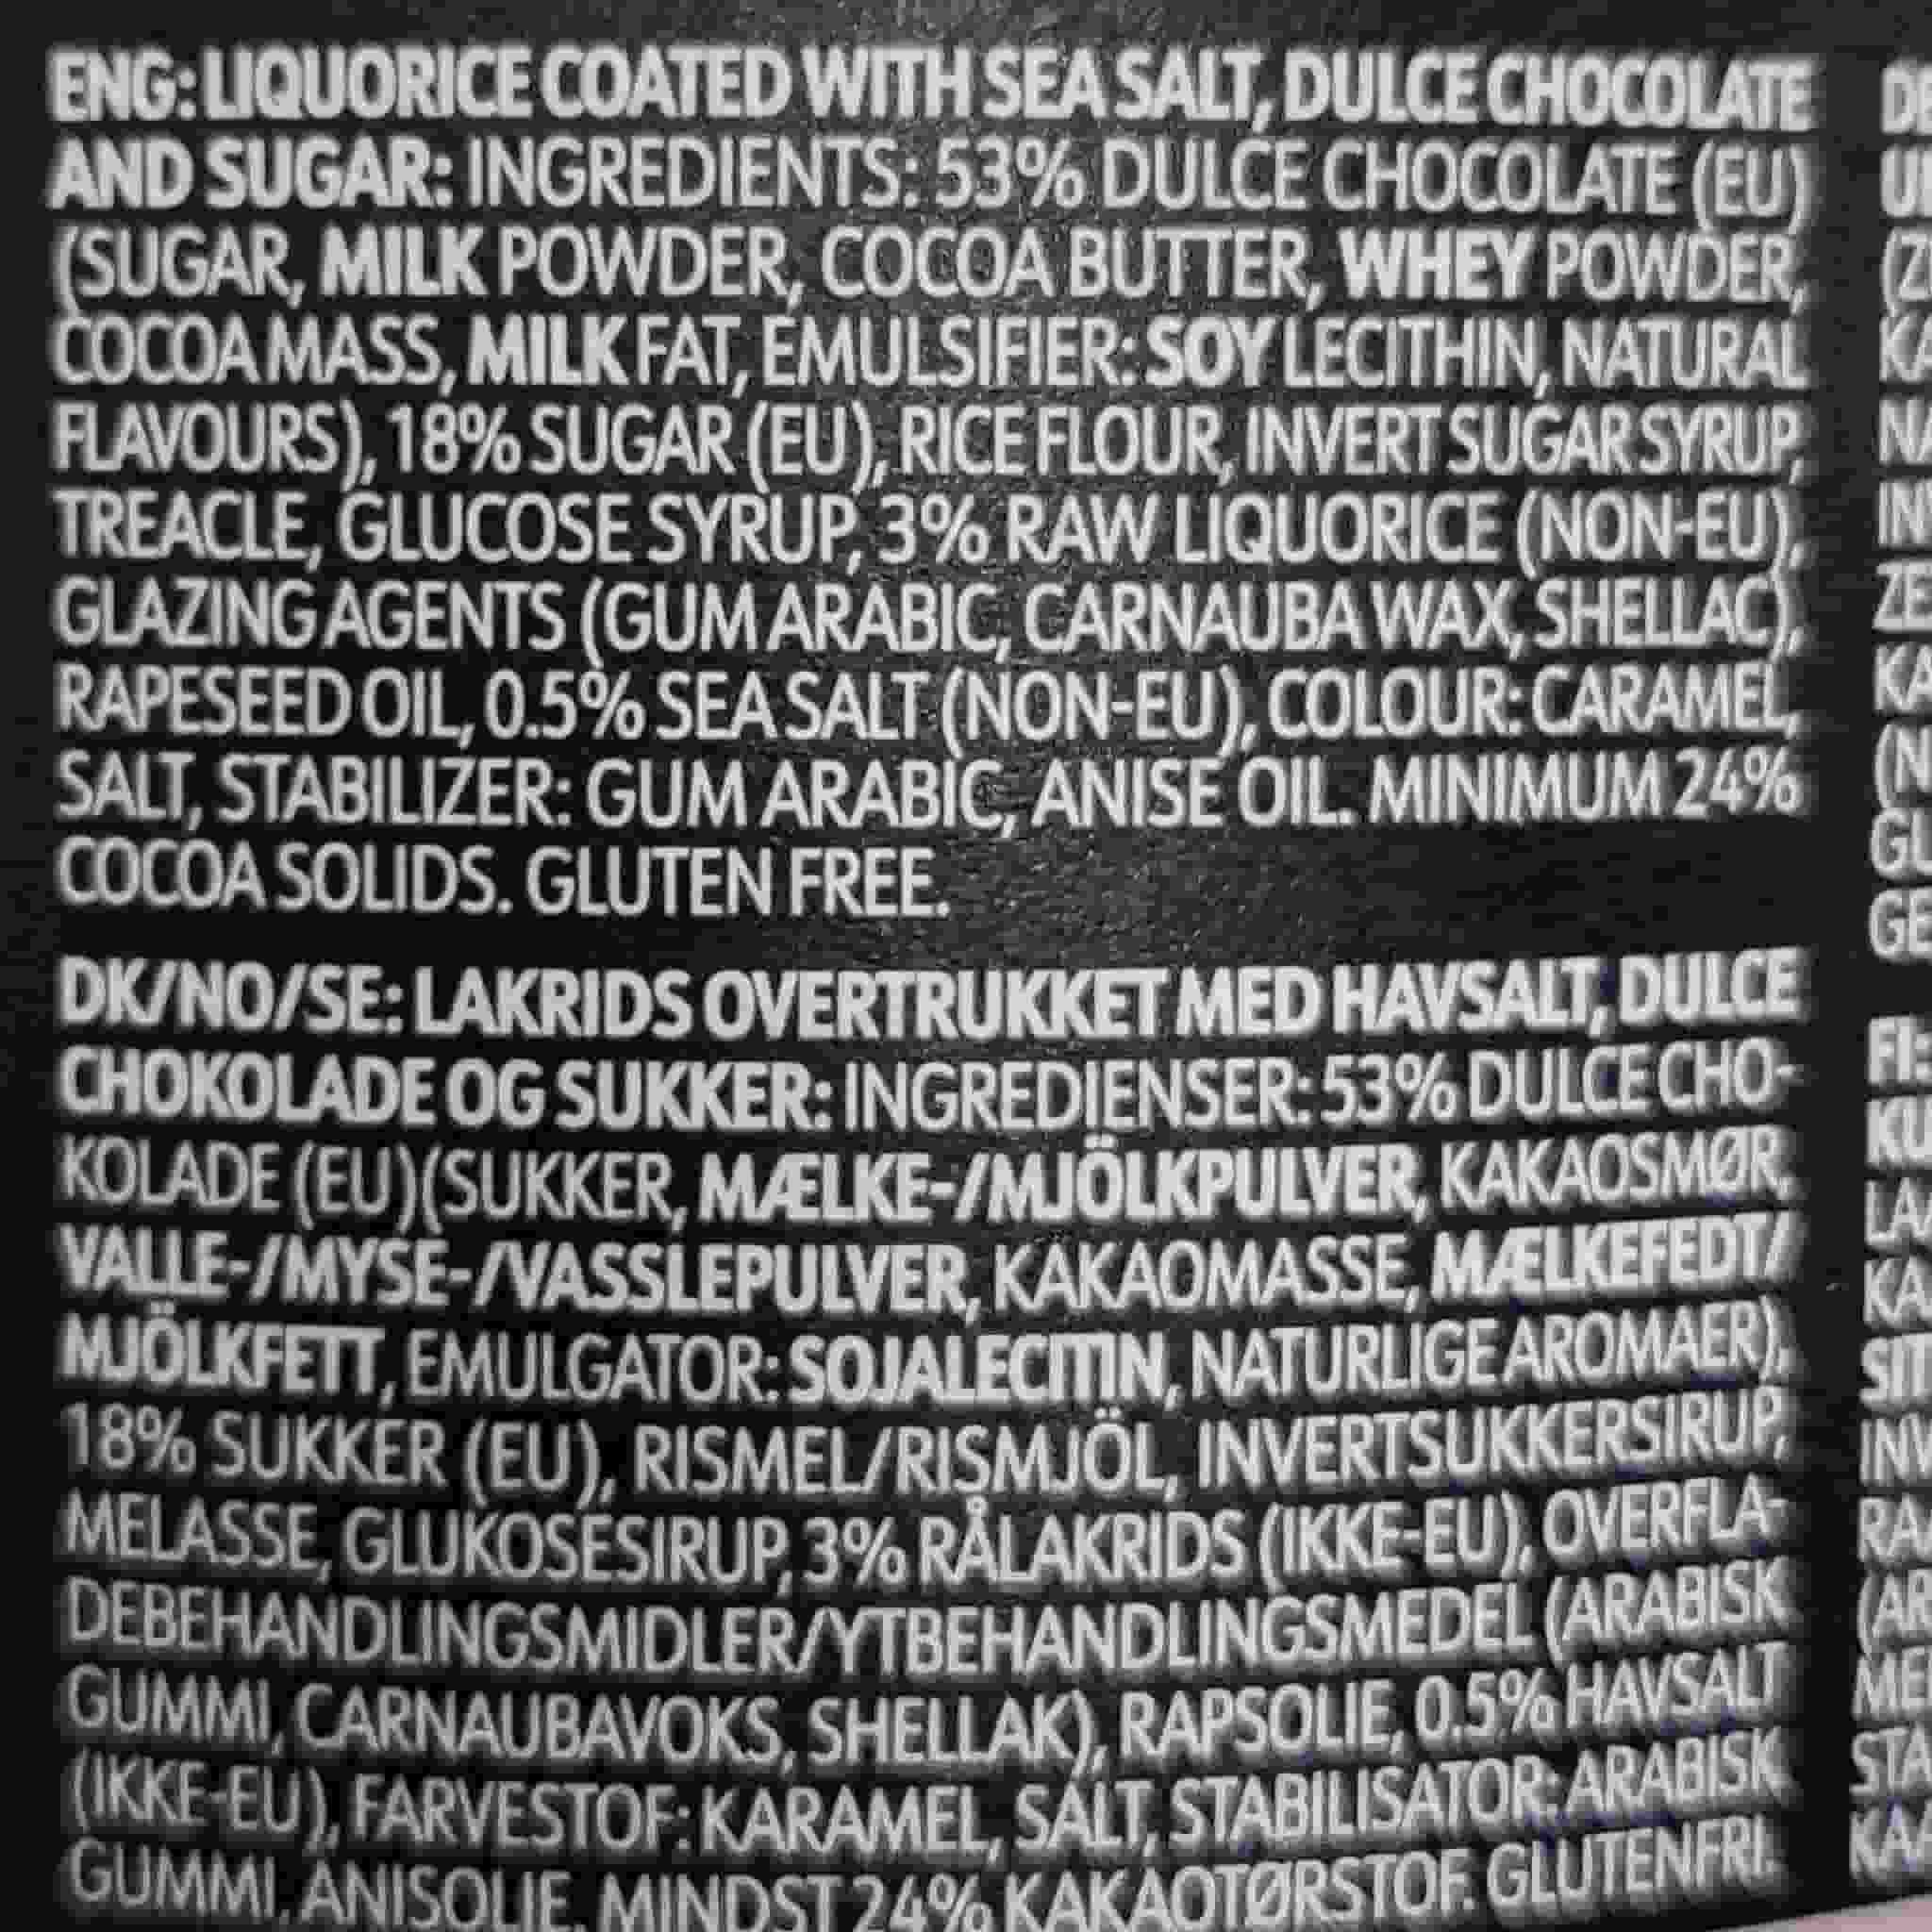 ENG: LIQUORICE COATED WITH SEA SALT, DULCE CHOCOLATE
AND SUGAR: INGREDIENTS: 53% DULCE CHOCOLATE (EU)
(SUGAR, MILK POWDER, COCOA BUTTER, WHEY POWDER,
COCOA MASS, MILK FAT, EMULSIFIER: SOY LECITHIN, NATURAL
FLAVOURS), 18% SUGAR (EU), RICE FLOUR, INVERT SUGAR SYRUP,
TREACLE, GLUCOSE SYRUP, 3% RAW LIQUORICE (NON-EU),
GLAZING AGENTS (GUM ARABIC, CARNAUBA WAX, SHELLAC),
RAPESEED OIL, 0.5% SEA SALT (NON-EU), COLOUR: CARAMEL,
SALT, STABILIZER: GUM ARABIC, ANISE OIL. MINIMUM 24%
COCOA SOLIDS. GLUTEN FREE.
DK/NO/SE: LAKRIDS OVERTRUKKET MED HAVSALT, DULCE
CHOKOLADE OG SUKKER: INGREDIENSER: 53% DULCE CHO-
KOLADE (EU)(SUKKER, MÆLKE-/MJÖLKPULVER, KAKAOSMØR,
VALLE-/MYSE-/VASSLEPULVER, KAKAOMASSE, MÆLKEFEDT/
MJÖLKFETT, EMULGATOR: SOJALECITIN, NATURLIGE AROMAER),
18% SUKKER (EU), RISMEL/RISMJÖL, INVERTSUKKERSIRUP,
MELASSE, GLUKOSESIRUP, 3% RÅLAKRIDS (IKKE-EU), OVERFLA-
DEBEHANDLINGSMIDLER/YTBEHANDLINGSMEDEL (ARABISK
GUMMI, CARNAUBAVOKS, SHELLAK), RAPSOLIE, 0.5% HAVSALT
(IKKE-EU), FARVESTOF: KARAMEL, SALT, STABILISATOR: ARABISK
GUMMI, ANISOLIE. MINDST 24% KAKAOTØRSTOF. GLUTENFRI.